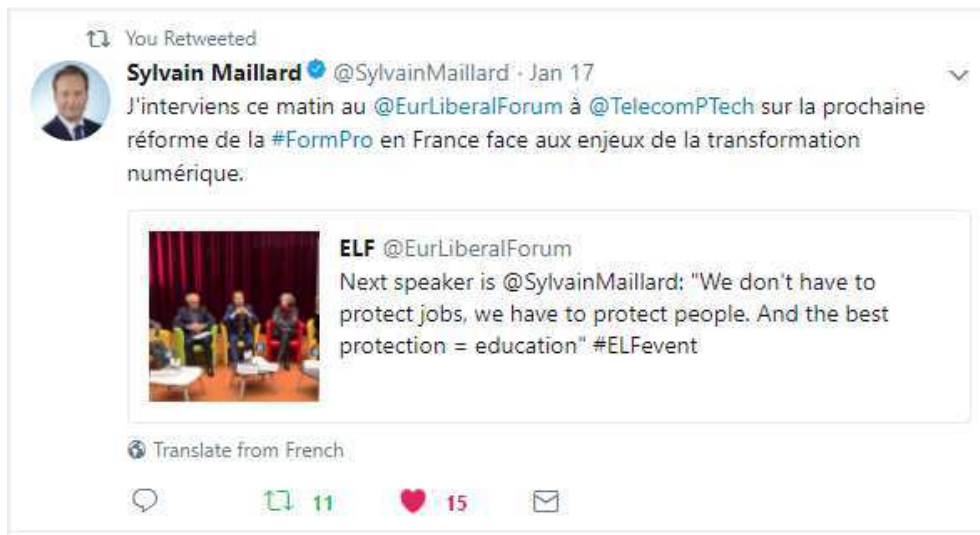 You Retweeted
Sylvain Maillard @SylvainMaillard · Jan 17
J'interviens ce matin au @EurLiberalForum à @TelecomPTech sur la prochaine
réforme de la #FormPro en France face aux enjeux de la transformation
numérique.
ELF @EurLiberalForum
Next speaker is @SylvainMaillard: "We don't have to
protect jobs, we have to protect people. And the best
protection = education" #ELFevent
Translate from French
11 15